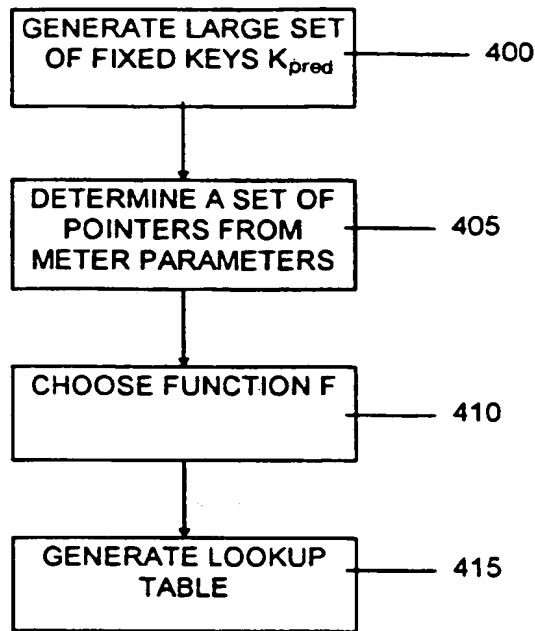 GENERATE LARGE SET
OF FIXED KEYS Kpred
400
DETERMINE A SET OF
POINTERS FROM
METER PARAMETERS
405
CHOOSE FUNCTION F
410
GENERATE LOOKUP
TABLE
415